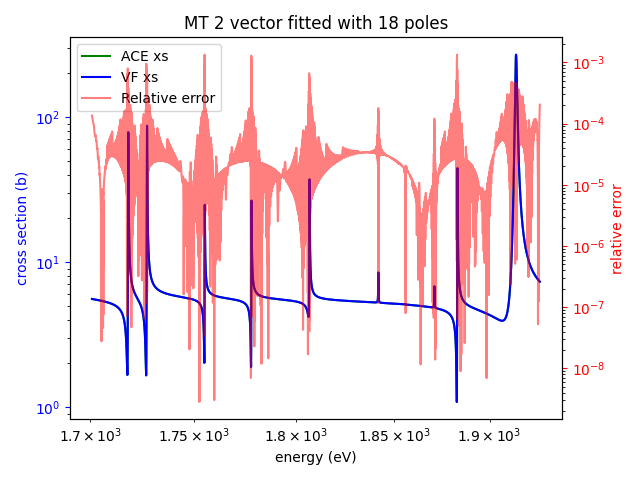 MT 2 vector fitted with 18 poles
ACE xs
VF xs
Relative error
cross section (b)
10²
10¹
10⁰
relative error
10⁻³
10⁻⁴
10⁻⁵
10⁻⁶
10⁻⁷
10⁻⁸
1.7 × 10³ 1.75 × 10³ 1.8 × 10³ 1.85 × 10³ 1.9 × 10³
energy (eV)